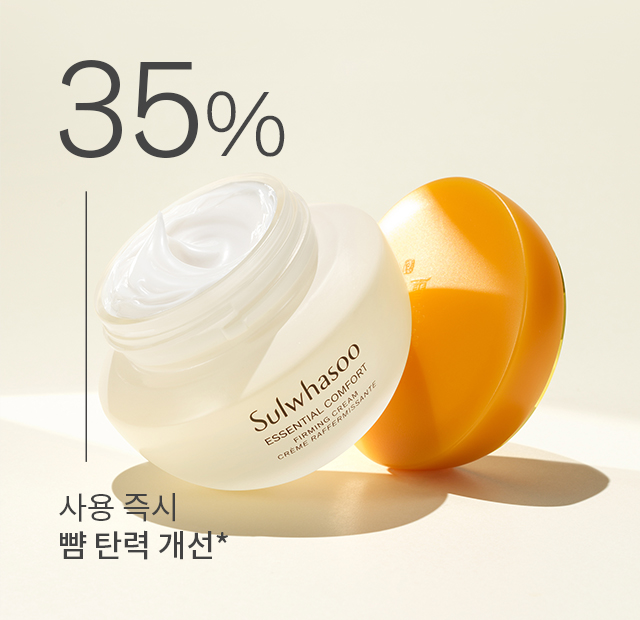 35%
Sulwhasoo
ESSENTIAL COMFORT
FIRMING CREAM
CRÈME RAFFERMISSANTE
사용 즉시
뺨 탄력 개선*